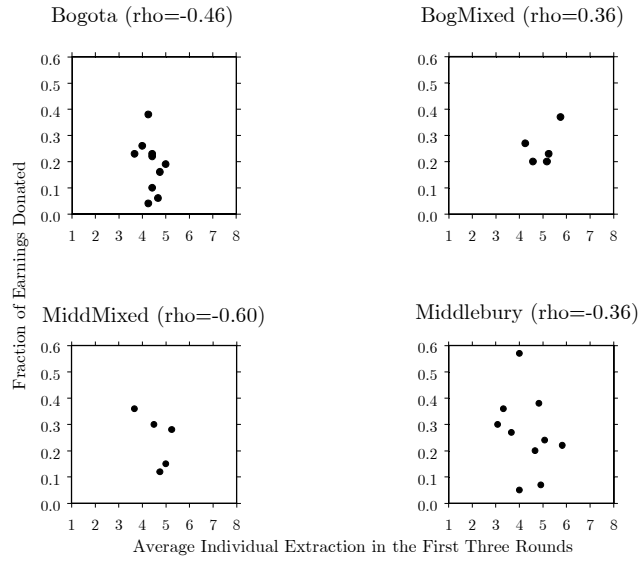 Bogota (rho=-0.46)
BogMixed (rho=0.36)
0.6
0.5
0.4
0.3
0.2
0.1
0.0
1 2 3 4 5 6 7 8
0.6
0.5
0.4
0.3
0.2
0.1
0.0
1 2 3 4 5 6 7 8
Fraction of Earnings Donated
MiddMixed (rho=-0.60)
Middlebury (rho=-0.36)
0.6
0.5
0.4
0.3
0.2
0.1
0.0
1 2 3 4 5 6 7 8
0.6
0.5
0.4
0.3
0.2
0.1
0.0
1 2 3 4 5 6 7 8
Average Individual Extraction in the First Three Rounds